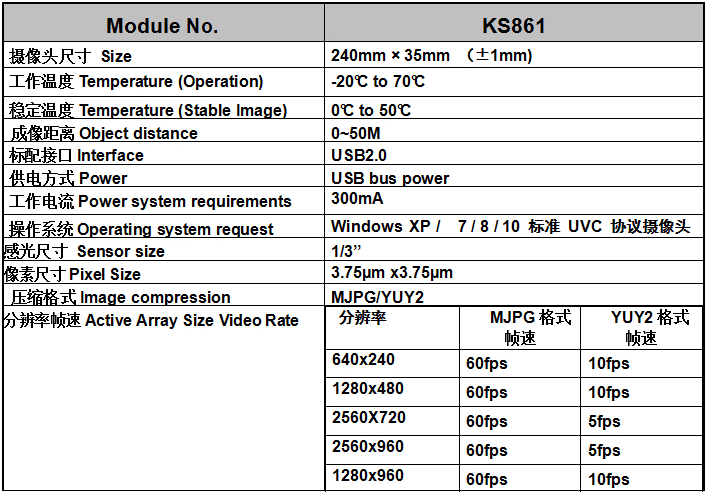 Module No. KS861
摄像头尺寸 Size 240mm × 35mm （±1mm)
工作温度 Temperature (Operation) -20℃ to 70℃
稳定温度 Temperature (Stable Image) 0℃ to 50℃
成像距离 Object distance 0~50M
标配接口 Interface USB2.0
供电方式 Power USB bus power
工作电流 Power system requirements 300mA
操作系统 Operating system request Windows XP / 7 / 8 / 10 标准 UVC 协议摄像头
感光尺寸 Sensor size 1/3’’
像素尺寸 Pixel Size 3.75μm x3.75μm
压缩格式 Image compression MJPG/YUY2
分辨率帧速 Active Array Size Video Rate 分辨率 MJPG 格式 YUY2 格式
帧速 帧速
640x240 60fps 10fps
1280x480 60fps 10fps
2560X720 60fps 5fps
2560x960 60fps 5fps
1280x960 60fps 10fps